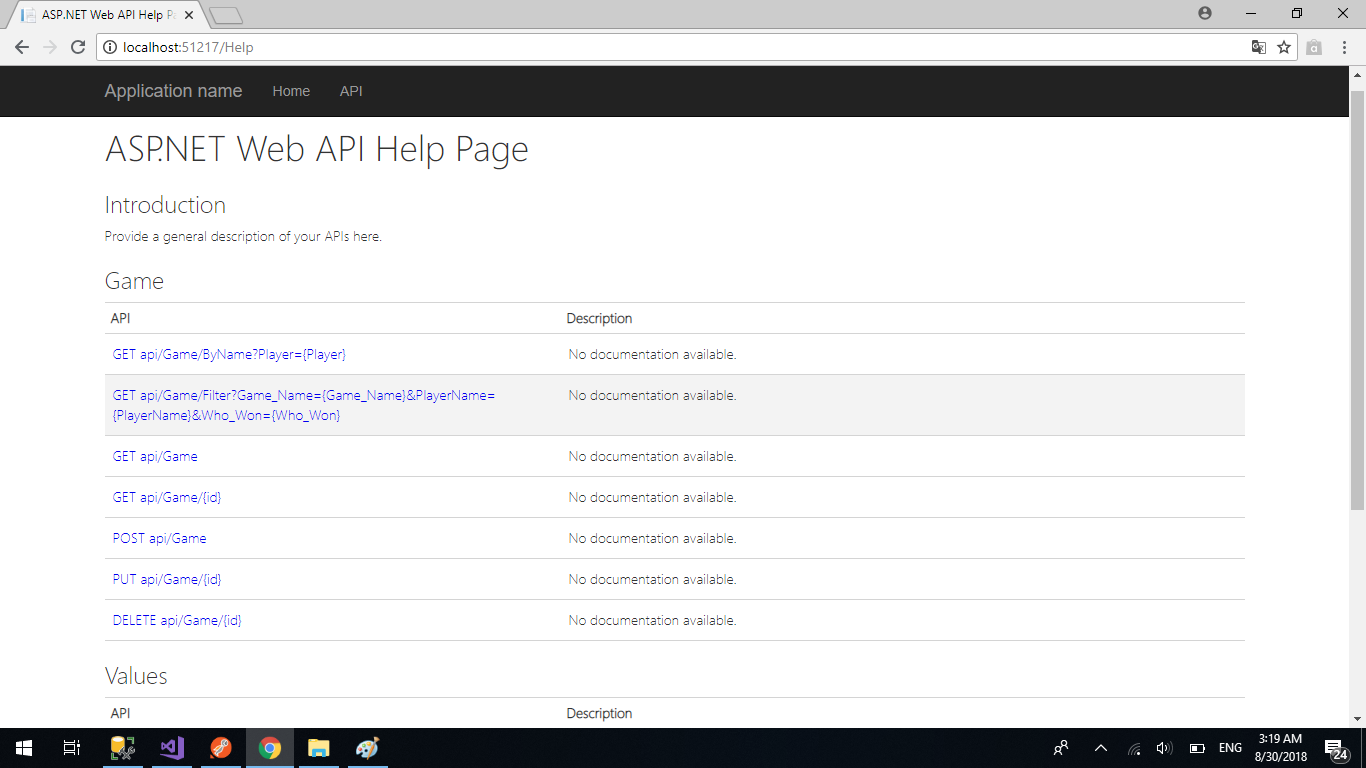 ASP.NET Web API Help Pa
localhost:51217/Help
Application name Home API
ASP.NET Web API Help Page
Introduction
Provide a general description of your APIs here.
Game
API Description
GET api/Game/ByName?Player={Player} No documentation available.
GET api/Game/Filter?Game_Name={Game_Name}&PlayerName= No documentation available.
{PlayerName}&Who_Won={Who_Won}
GET api/Game No documentation available.
GET api/Game/{id} No documentation available.
POST api/Game No documentation available.
PUT api/Game/{id} No documentation available.
DELETE api/Game/{id} No documentation available.
Values
API Description
ENG
3:19 AM
8/30/2018
24